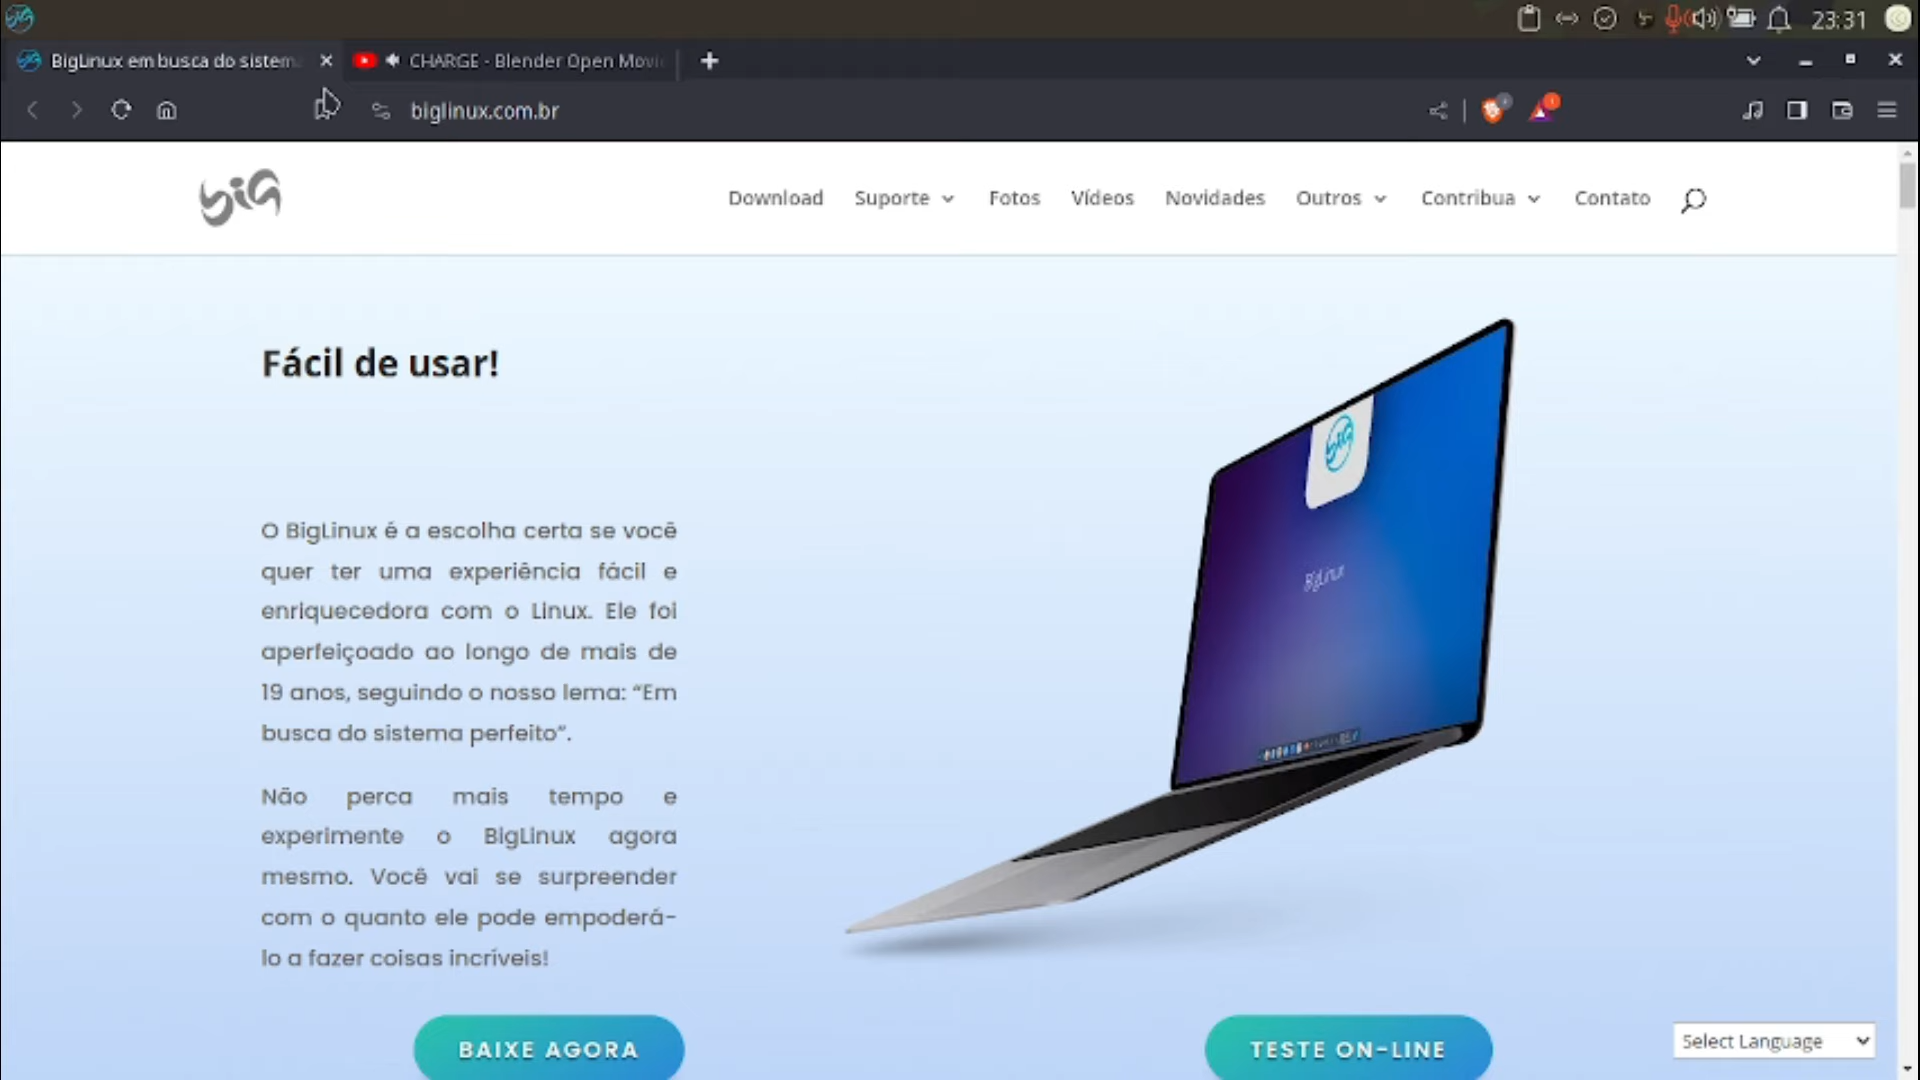 23:31
BigLinux em busca do sistem
CHARGE - Blender Open Movi
biglinux.com.br
big
Download
Suporte
Fotos
Vídeos
Novidades
Outros
Contribua
Contato
Fácil de usar!
O BigLinux é a escolha certa se você
quer ter uma experiência fácil e
enriquecedora com o Linux. Ele foi
aperfeiçoado ao longo de mais de
19 anos, seguindo o nosso lema: “Em
busca do sistema perfeito”.
Não perca mais tempo e
experimente o BigLinux agora
mesmo. Você vai se surpreender
com o quanto ele pode empoderá-
lo a fazer coisas incríveis!
big
BigLinux
BAIXE AGORA
TESTE ON-LINE
Select Language